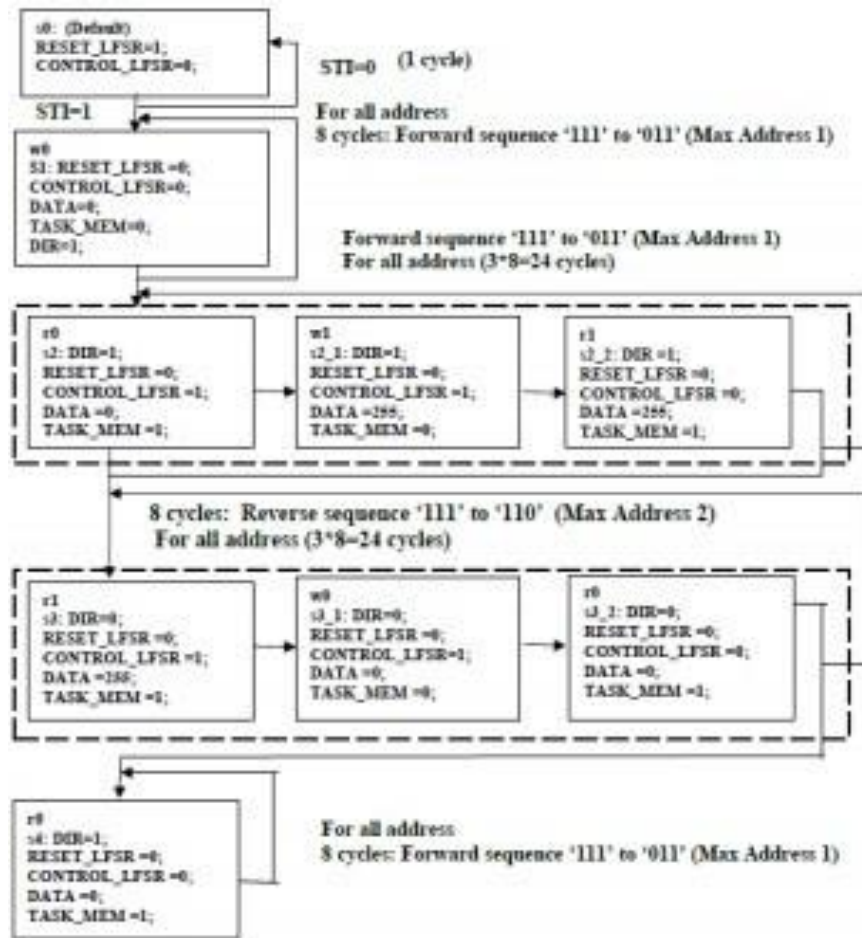 s0: (Default)
RESET_LFSR=1;
CONTROL_LFSR=0;
STI=0 (1 cycle)
STI=1
For all address
8 cycles: Forward sequence ‘111’ to ‘011’ (Max Address 1)
w0
S1: RESET_LFSR =0;
CONTROL_LFSR=0;
DATA=0;
TASK_MEM=0;
DIR=1;
Forward sequence ‘111’ to ‘011’ (Max Address 1)
For all address (3*8=24 cycles)
r0
s2: DIR=1;
RESET_LFSR =0;
CONTROL_LFSR =1;
DATA =0;
TASK_MEM =1;
w1
s2_1: DIR=1;
RESET_LFSR =0;
CONTROL_LFSR =1;
DATA =255;
TASK_MEM =0;
r1
s2_2: DIR =1;
RESET_LFSR =0;
CONTROL_LFSR =0;
DATA =255;
TASK_MEM =1;
8 cycles: Reverse sequence ‘111’ to ‘110’ (Max Address 2)
For all address (3*8=24 cycles)
r1
s3: DIR=0;
RESET_LFSR =0;
CONTROL_LFSR =1;
DATA =255;
TASK_MEM =1;
w0
s3_1: DIR=0;
RESET_LFSR =0;
CONTROL_LFSR=1;
DATA =0;
TASK_MEM =0;
r0
s3_2: DIR=0;
RESET_LFSR =0;
CONTROL_LFSR =0;
DATA =0;
TASK_MEM =1;
r0
s4: DIR=1;
RESET_LFSR =0;
CONTROL_LFSR =0;
DATA =0;
TASK_MEM =1;
For all address
8 cycles: Forward sequence ‘111’ to ‘011’ (Max Address 1)